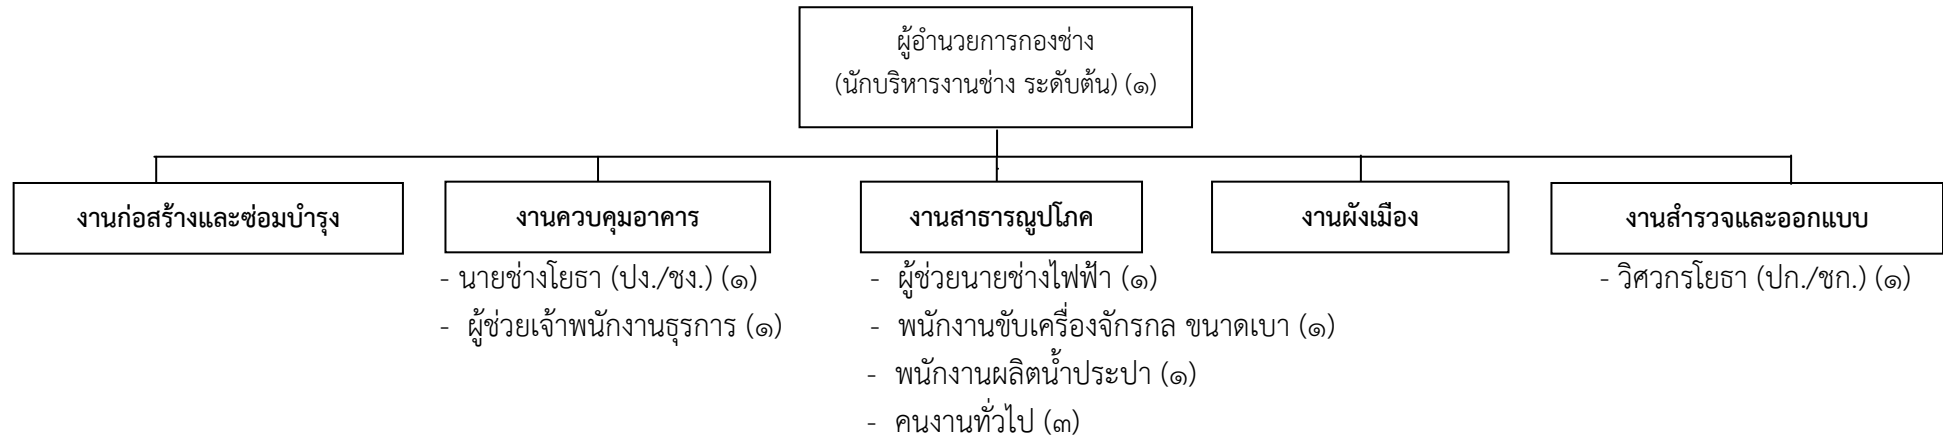 ผู้อำนวยการกองช่าง
(นักบริหารงานช่าง ระดับต้น) (๑)
งานก่อสร้างและซ่อมบำรุง
งานควบคุมอาคาร
- นายช่างโยธา (ปง./ชง.) (๑)
- ผู้ช่วยเจ้าพนักงานธุรการ (๑)
งานสาธารณูปโภค
- ผู้ช่วยนายช่างไฟฟ้า (๑)
- พนักงานขับเครื่องจักรกล ขนาดเบา (๑)
- พนักงานผลิตน้ำประปา (๑)
- คนงานทั่วไป (๓)
งานผังเมือง
งานสำรวจและออกแบบ
- วิศวกรโยธา (ปก./ชก.) (๑)